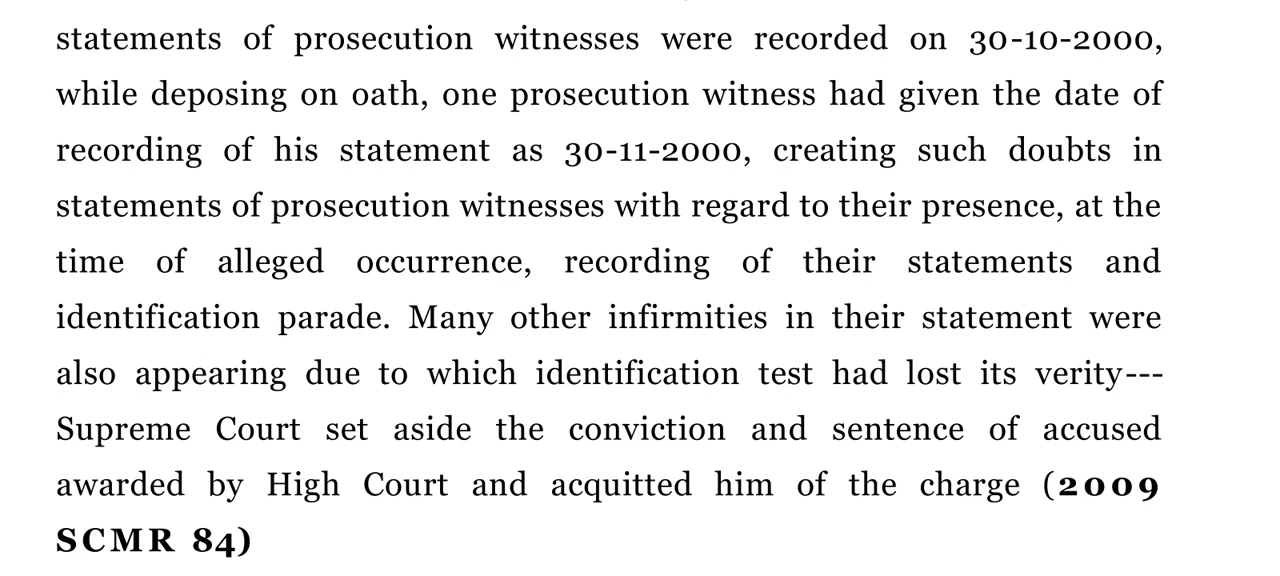 statements of prosecution witnesses were recorded on 30-10-2000,
while deposing on oath, one prosecution witness had given the date of
recording of his statement as 30-11-2000, creating such doubts in
statements of prosecution witnesses with regard to their presence, at the
time of alleged occurrence, recording of their statements and
identification parade. Many other infirmities in their statement were
also appearing due to which identification test had lost its verity---
Supreme Court set aside the conviction and sentence of accused
awarded by High Court and acquitted him of the charge (2009
SCMR 84)